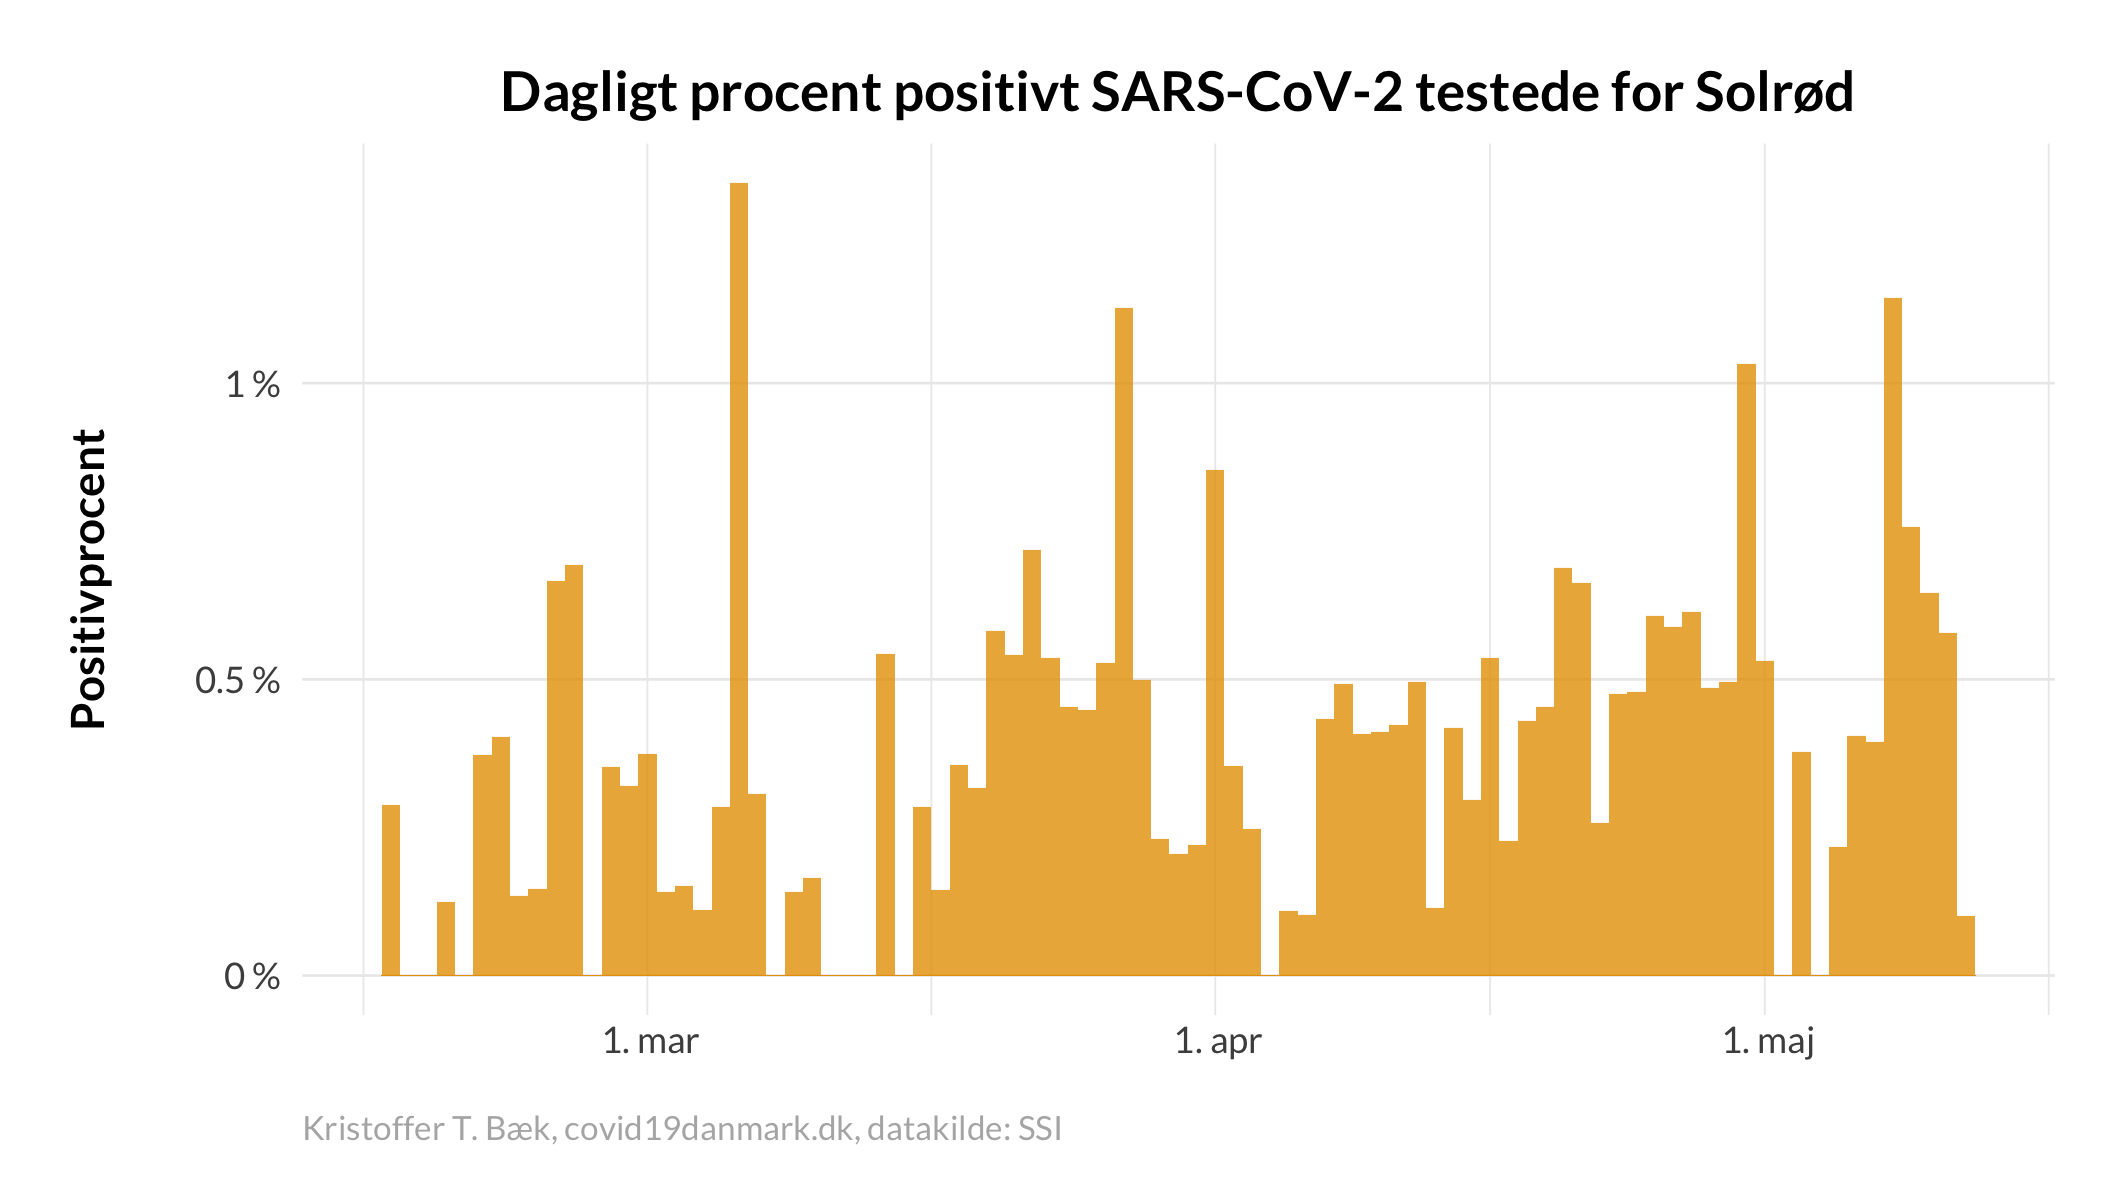 Dagligt procent positivt SARS-CoV-2 testede for Solrød
Positivprocent
1 %
0.5 %
0 %
1. mar
1. apr
1. maj
Kristoffer T. Bæk, covid19danmark.dk, datakilde: SSI